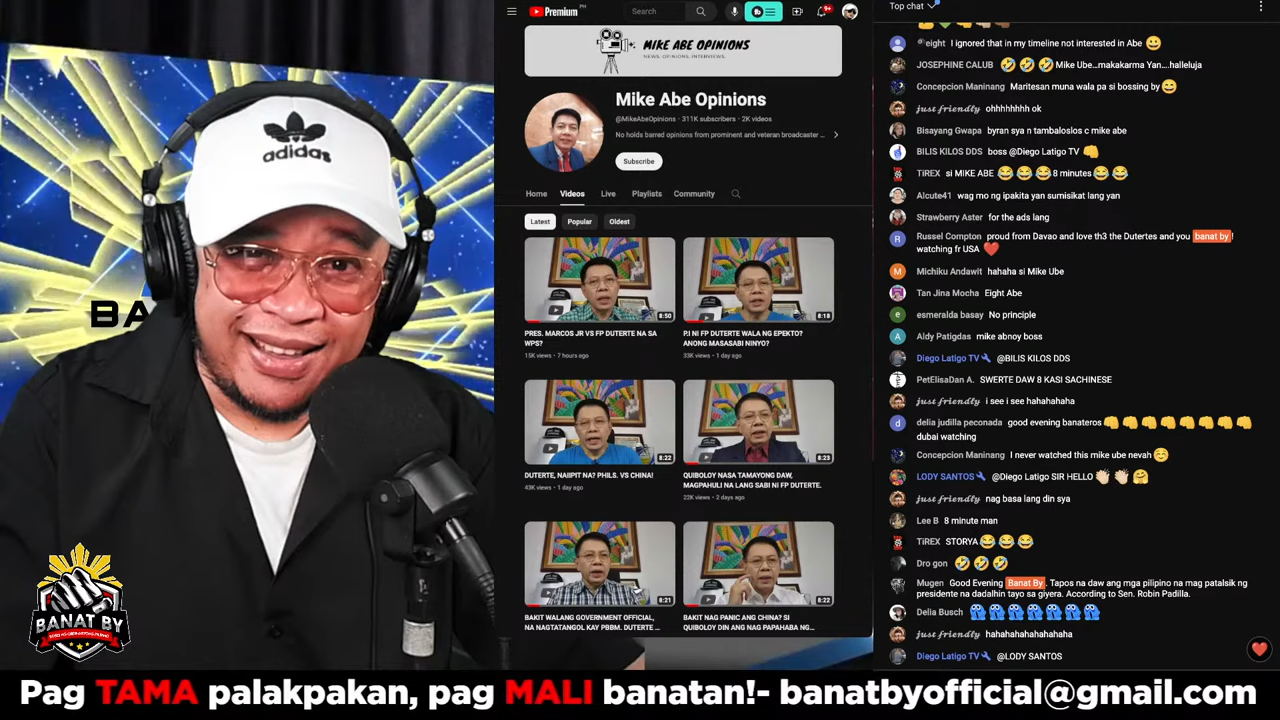 adidas
BA
BANAT BY
Premium
PH
Search
9+
MIKE ABE OPINIONS
NEWS. OPINIONS. INTERVIEWS.
Mike Abe Opinions
@MikeAbeOpinions · 311K subscribers · 2K videos
No holds barred opinions from prominent and veteran broadcaster ...
Subscribe
Home Videos Live Playlists Community
Latest Popular Oldest
8:50
PRES. MARCOS JR VS FP DUTERTE NA SA
WPS?
15K views · 7 hours ago
8:18
P.I NI FP DUTERTE WALA NG EPEKTO?
ANONG MASASABI NINYO?
33K views · 1 day ago
8:22
DUTERTE, NAIIPIT NA? PHILS. VS CHINA!
43K views · 1 day ago
8:23
QUIBOLOY NASA TAMAYONG DAW,
MAGPAHULI NA LANG SABI NI FP DUTERTE.
22K views · 2 days ago
8:21
BAKIT WALANG GOVERNMENT OFFICIAL,
NA NAGTATANGOL KAY PBBM. DUTERTE ...
8:22
BAKIT NAG PANIC ANG CHINA? SI
QUIBOLOY DIN ANG NAG PAPAHABA NG...
Top chat
eight I ignored that in my timeline not interested in Abe 😀
JOSEPHINE CALUB 🤣🤣🤣 Mike Ube...makakarma Yan....halleluja
Concepcion Maninang Maritesan muna wala pa si bossing by 😄
just friendly ohhhhhhhh ok
Bisayang Gwapa byran sya n tambaloslos c mike abe
BILIS KILOS DDS boss @Diego Latigo TV 👊
TiREX si MIKE ABE 😂😂😂 8 minutes 😂😂
Alcute41 wag mo ng ipakita yan sumisikat lang yan
Strawberry Aster for the ads lang
Russel Compton proud from Davao and love th3 the Dutertes and you banat by !
watching fr USA ❤️
Michiku Andawit hahaha si Mike Ube
Tan Jina Mocha Eight Abe
esmeralda basay No principle
Aldy Patigdas mike abnoy boss
Diego Latigo TV @BILIS KILOS DDS
PetElisaDan A. SWERTE DAW 8 KASI SACHINESE
just friendly i see i see hahahahaha
delia judilla peconada good evening banateros 👊👊👊👊👊👊👊👊
dubai watching
Concepcion Maninang I never watched this mike ube nevah ☺️
LODY SANTOS @Diego Latigo SIR HELLO 👏🏻👏🏻🤗
just friendly nag basa lang din sya
Lee B 8 minute man
TiREX STORYA 😂😂😂
Dro gon 🤣🤣🤣
Mugen Good Evening Banat By . Tapos na daw ang mga pilipino na mag patalsik ng
presidente na dadalhin tayo sa giyera. According to Sen. Robin Padilla.
Delia Busch
just friendly hahahahahahahahaha
Diego Latigo TV @LODY SANTOS
Pag TAMA palakpakan, pag MALI banatan!- banatbyofficial@gmail.com